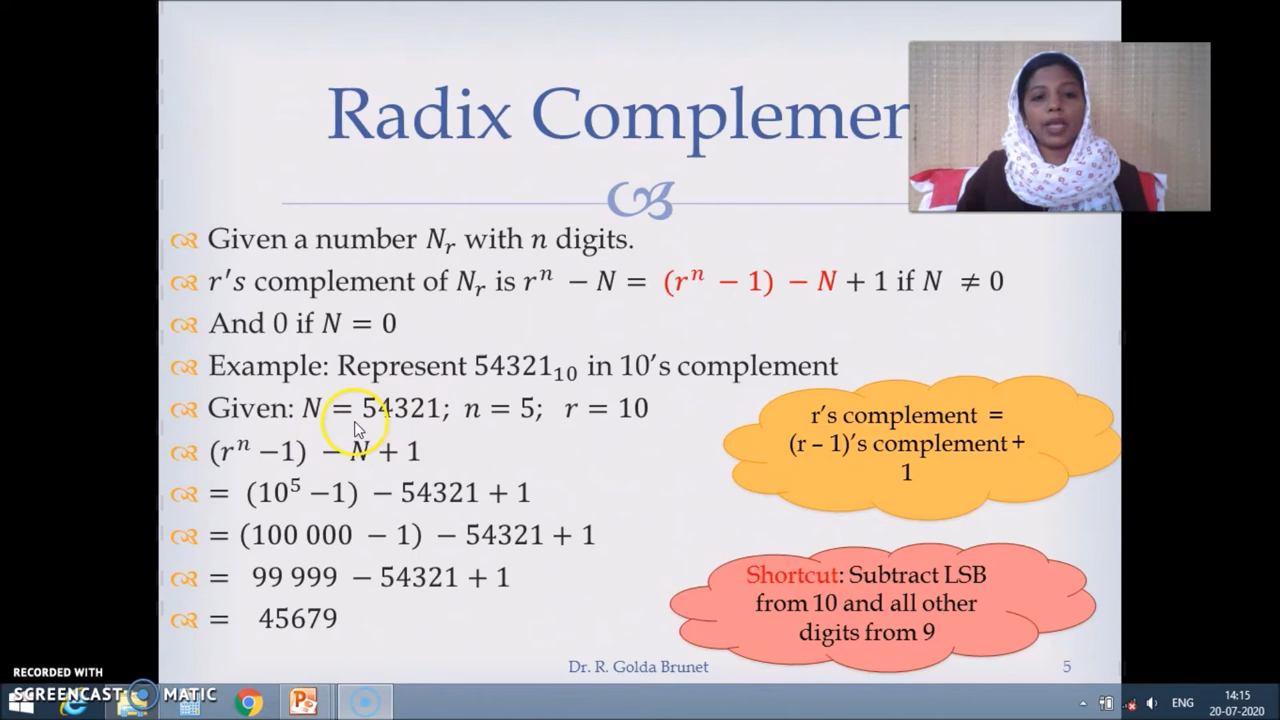 Radix Complemen
Given a number N_r with n digits.
r's complement of N_r is r^n − N = (r^n − 1) − N + 1 if N ≠ 0
And 0 if N = 0
Example: Represent 54321_10 in 10's complement
Given: N = 54321; n = 5; r = 10
(r^n −1) − N + 1
= (10^5 −1) − 54321 + 1
= (100 000 − 1) − 54321 + 1
= 99 999 − 54321 + 1
= 45679
r's complement =
(r – 1)'s complement +
1
Shortcut: Subtract LSB
from 10 and all other
digits from 9
Dr. R. Golda Brunet
5
RECORDED WITH
SCREENCAST MATIC
ENG
14:15
20-07-2020